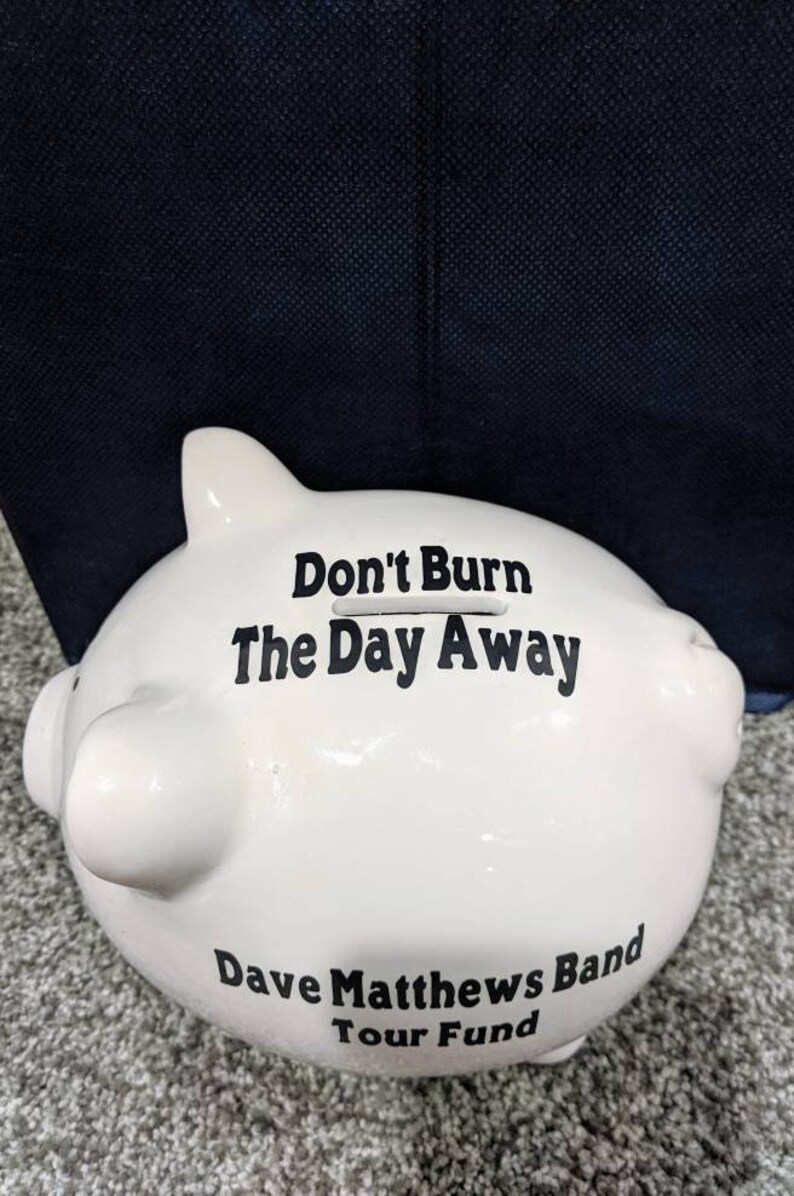 Don't Burn
The Day Away
Dave Matthews Band
Tour Fund